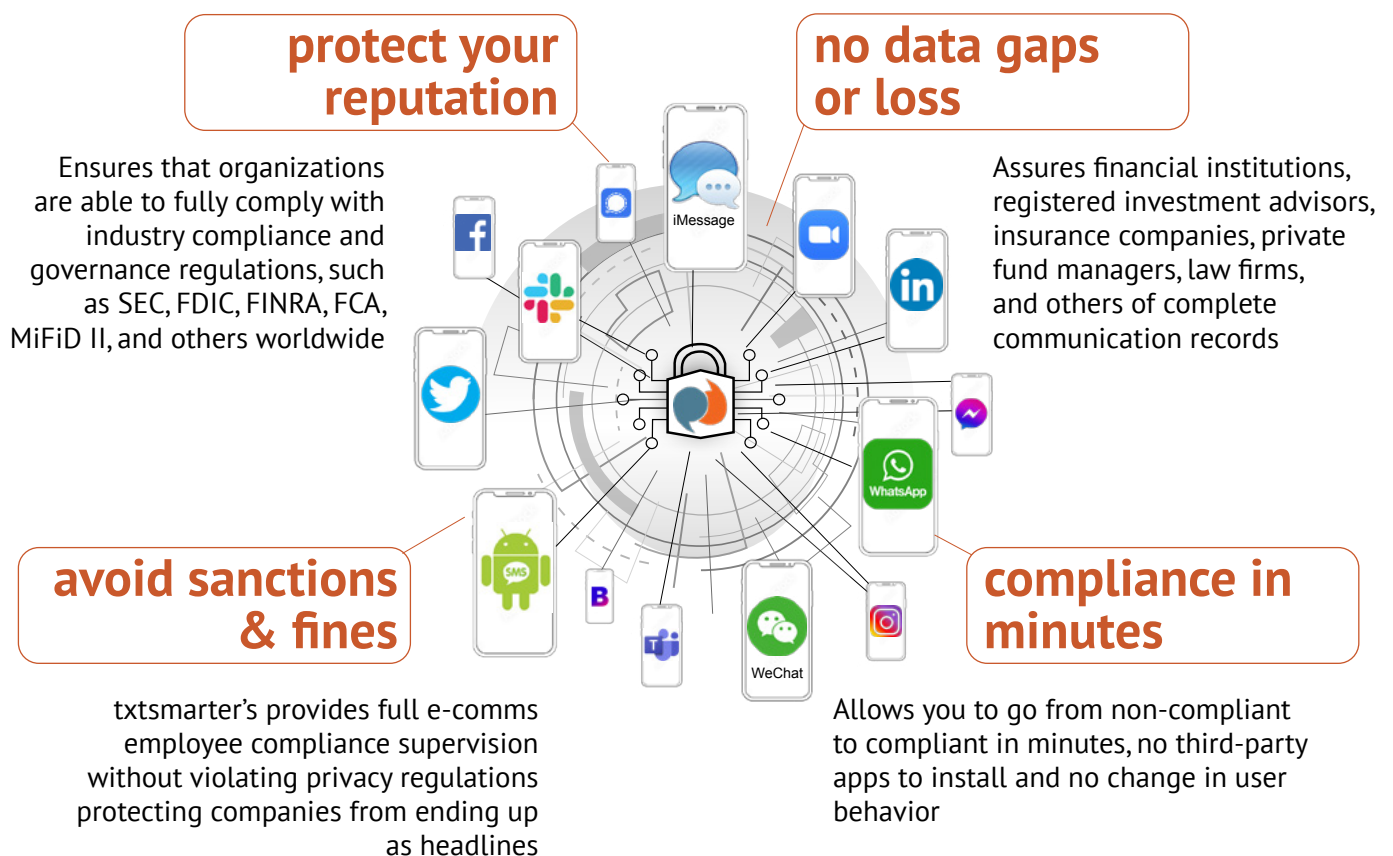 protect your
reputation
no data gaps
or loss
Ensures that organizations
are able to fully comply with
industry compliance and
governance regulations, such
as SEC, FDIC, FINRA, FCA,
MiFiD II, and others worldwide
Assures financial institutions,
registered investment advisors,
insurance companies, private
fund managers, law firms,
and others of complete
communication records
iMessage
f
in
WhatsApp
SMS
B
T
WeChat
avoid sanctions
& fines
compliance in
minutes
txtsmarter’s provides full e-comms
employee compliance supervision
without violating privacy regulations
protecting companies from ending up
as headlines
Allows you to go from non-compliant
to compliant in minutes, no third-party
apps to install and no change in user
behavior